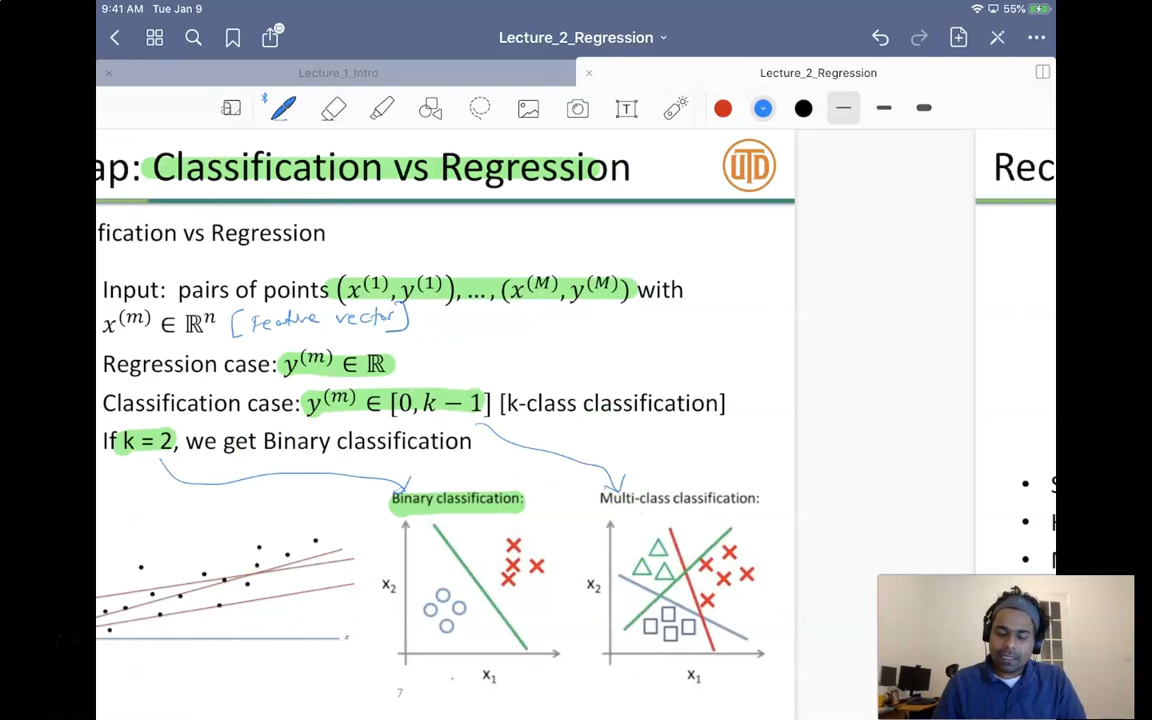 9:41 AM Tue Jan 9
55%
Lecture_2_Regression
Lecture_1_Intro
Lecture_2_Regression
T
ap: Classification vs Regression
UTD
Rec
fication vs Regression
Input: pairs of points (x⁽¹⁾, y⁽¹⁾), ..., (x⁽ᴹ⁾, y⁽ᴹ⁾) with
x⁽ᵐ⁾ ∈ ℝⁿ [Feature vector]
Regression case: y⁽ᵐ⁾ ∈ ℝ
Classification case: y⁽ᵐ⁾ ∈ [0, k − 1] [k-class classification]
If k = 2, we get Binary classification
Binary classification:
Multi-class classification:
x₂
x₂
x
x₁
x₁
7